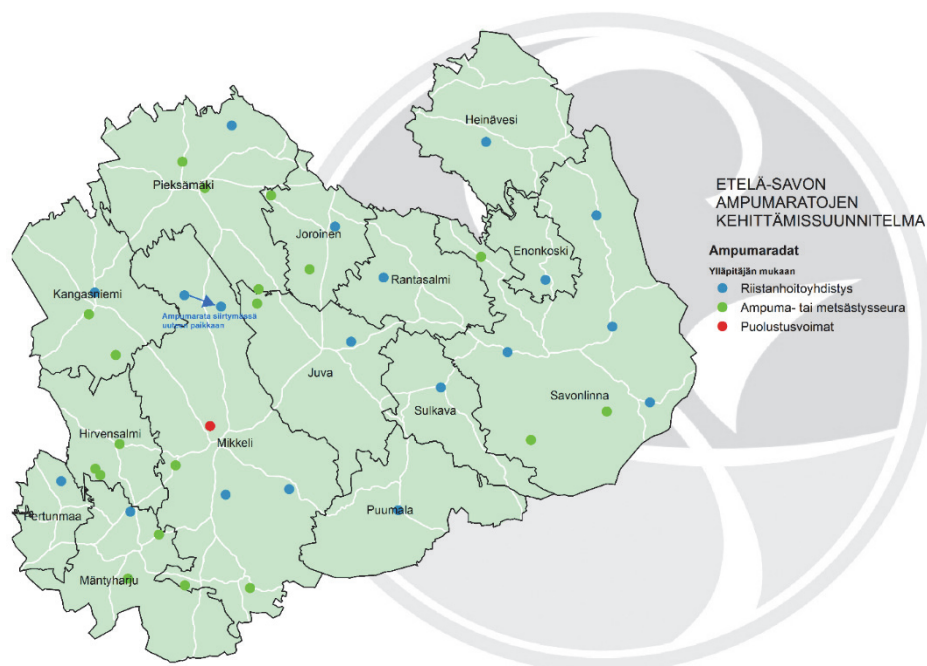 Heinävesi
ETELÄ-SAVON
AMPUMARATOJEN
KEHITTÄMISSUUNNITELMA
Ampumaradat
Ylläpitäjän mukaan
Riistanhoitoyhdistys
Ampuma- tai metsästysseura
Puolustusvoimat
Pieksämäki
Joroinen
Enonkoski
Rantasalmi
Kangasniemi
Ampumarata siirtymässä
uuteen paikkaan
Juva
Savonlinna
Sulkava
Hirvensalmi
Mikkeli
Pertunmaa
Puumala
Mäntyharju